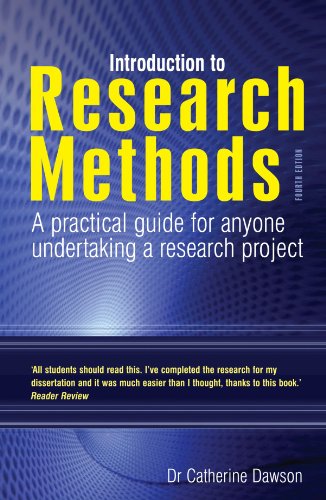 Introduction to
Research
Methods
FOURTH EDITION
A practical guide for anyone
undertaking a research project
‘All students should read this. I’ve completed the research for my
dissertation and it was much easier than I thought, thanks to this book.’
Reader Review
Dr Catherine Dawson